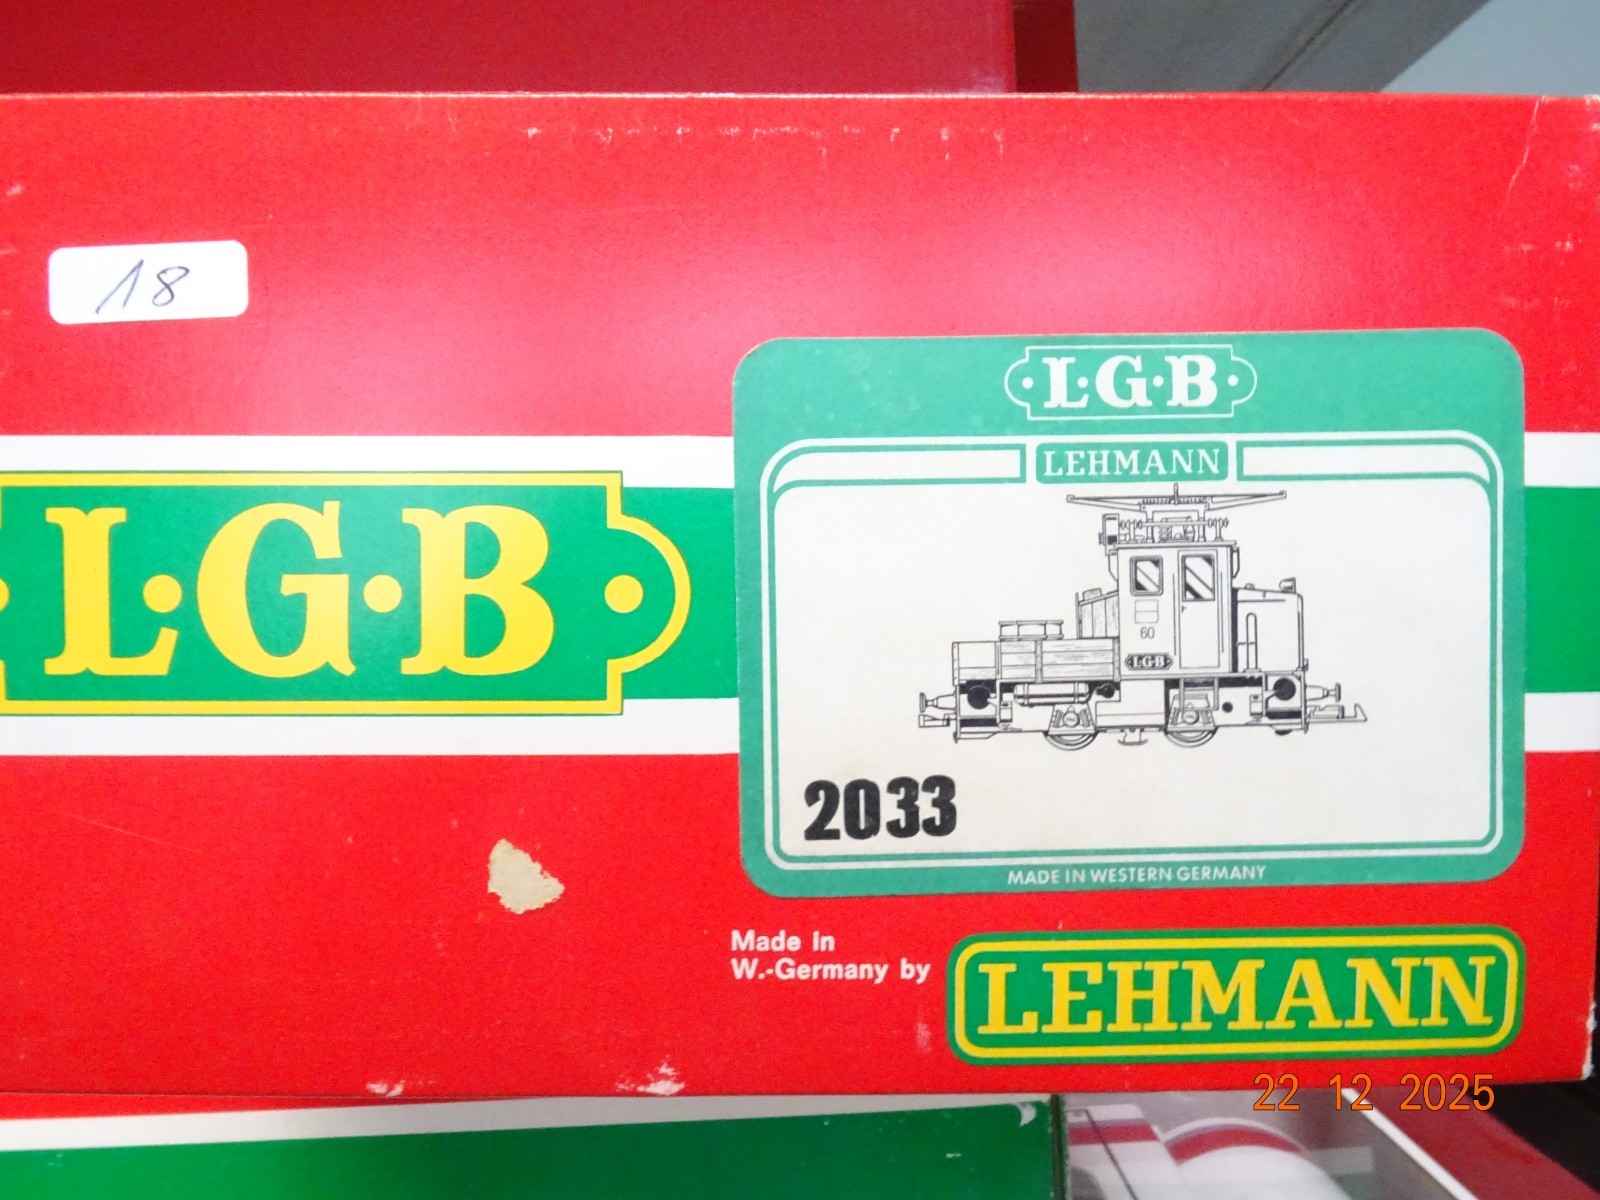 18
L·G·B
L·G·B
LEHMANN
60
L·G·B
2033
MADE IN WESTERN GERMANY
Made in
W.-Germany by
LEHMANN
22 12 2025